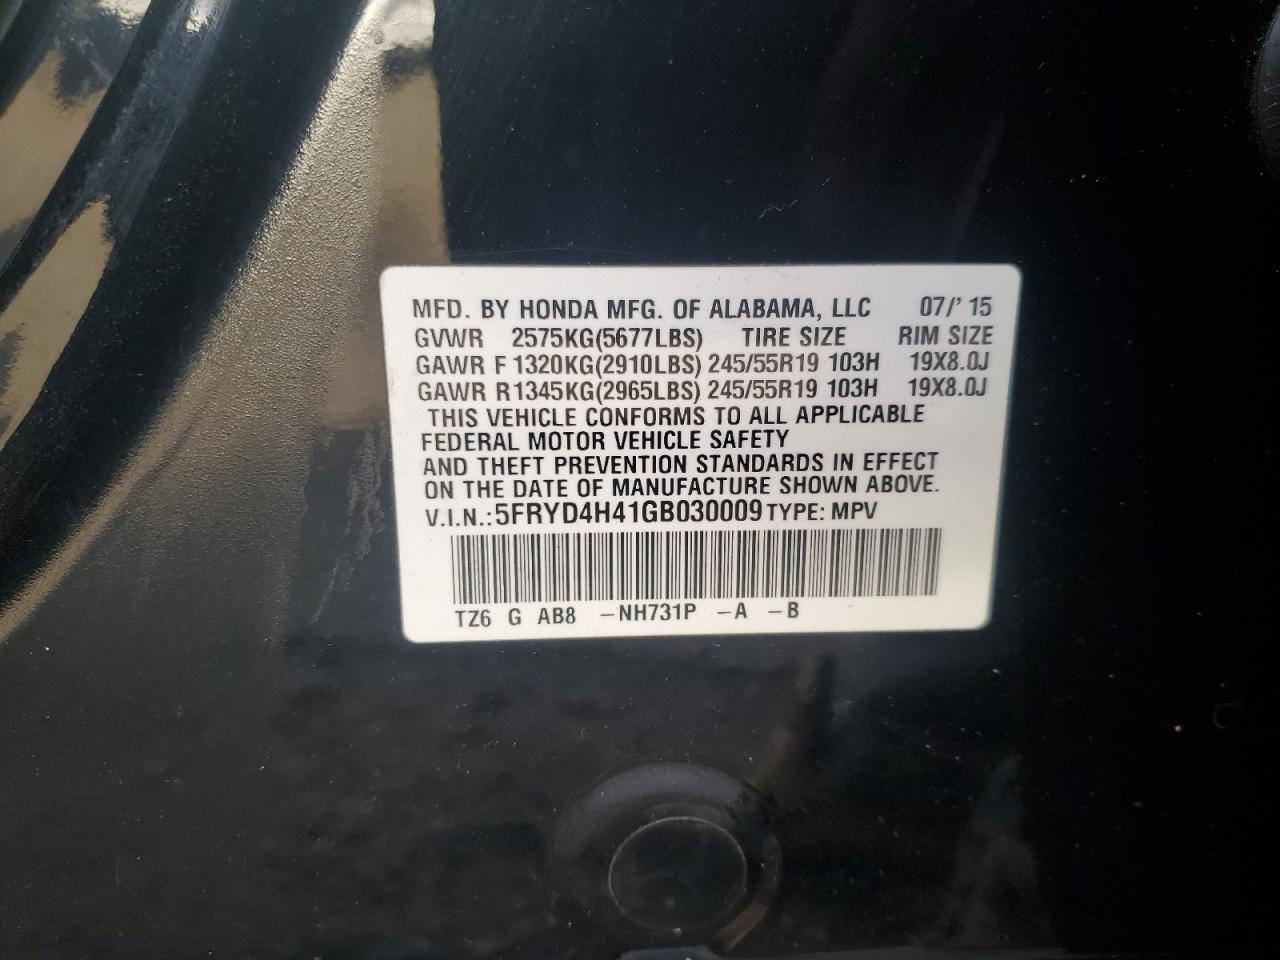 MFD. BY HONDA MFG. OF ALABAMA, LLC 07/' 15
GVWR 2575KG(5677LBS) TIRE SIZE RIM SIZE
GAWR F 1320KG(2910LBS) 245/55R19 103H 19X8.0J
GAWR R1345KG(2965LBS) 245/55R19 103H 19X8.0J
THIS VEHICLE CONFORMS TO ALL APPLICABLE
FEDERAL MOTOR VEHICLE SAFETY
AND THEFT PREVENTION STANDARDS IN EFFECT
ON THE DATE OF MANUFACTURE SHOWN ABOVE.
V.I.N.: 5FRYD4H41GB030009 TYPE: MPV
TZ6 G AB8 -NH731P -A -B